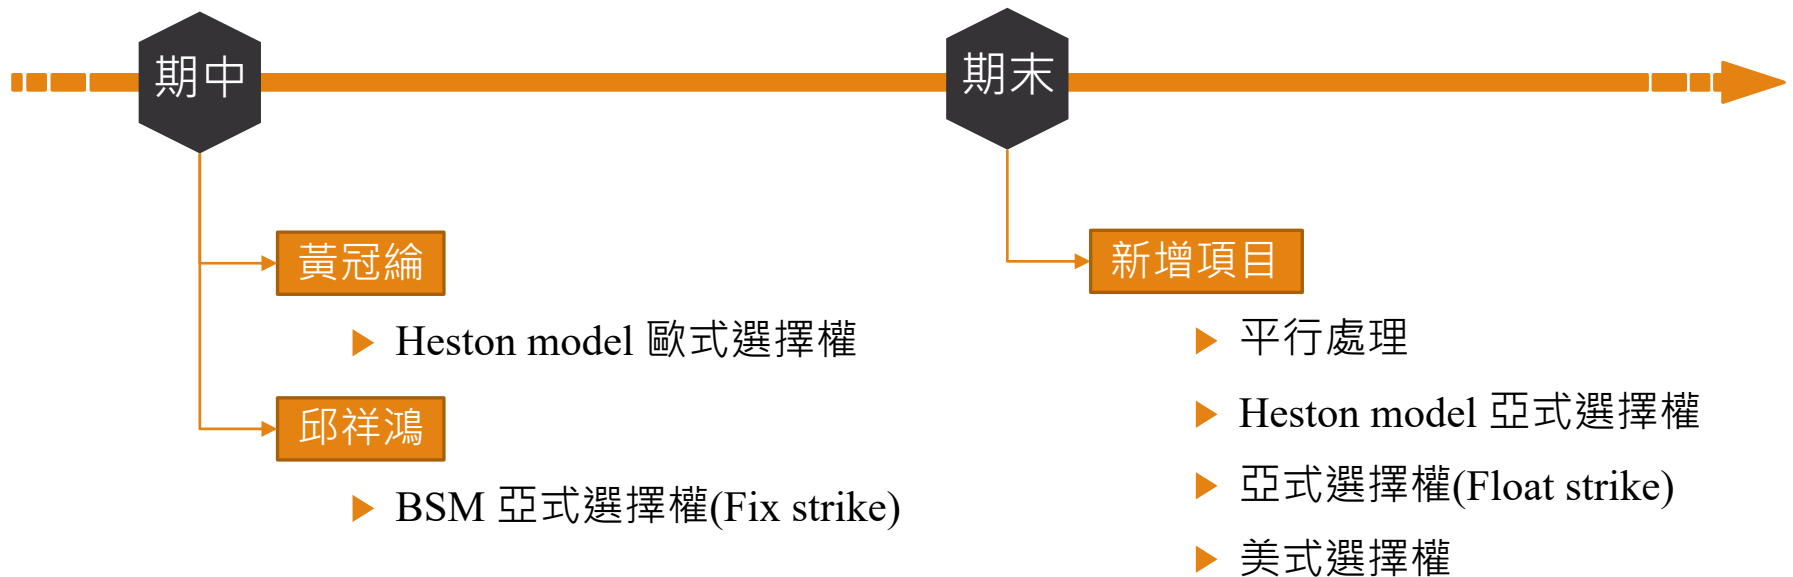 期中
黃冠綸
Heston model 歐式選擇權
邱祥鴻
BSM 亞式選擇權(Fix strike)
期末
新增項目
平行處理
Heston model 亞式選擇權
亞式選擇權(Float strike)
美式選擇權